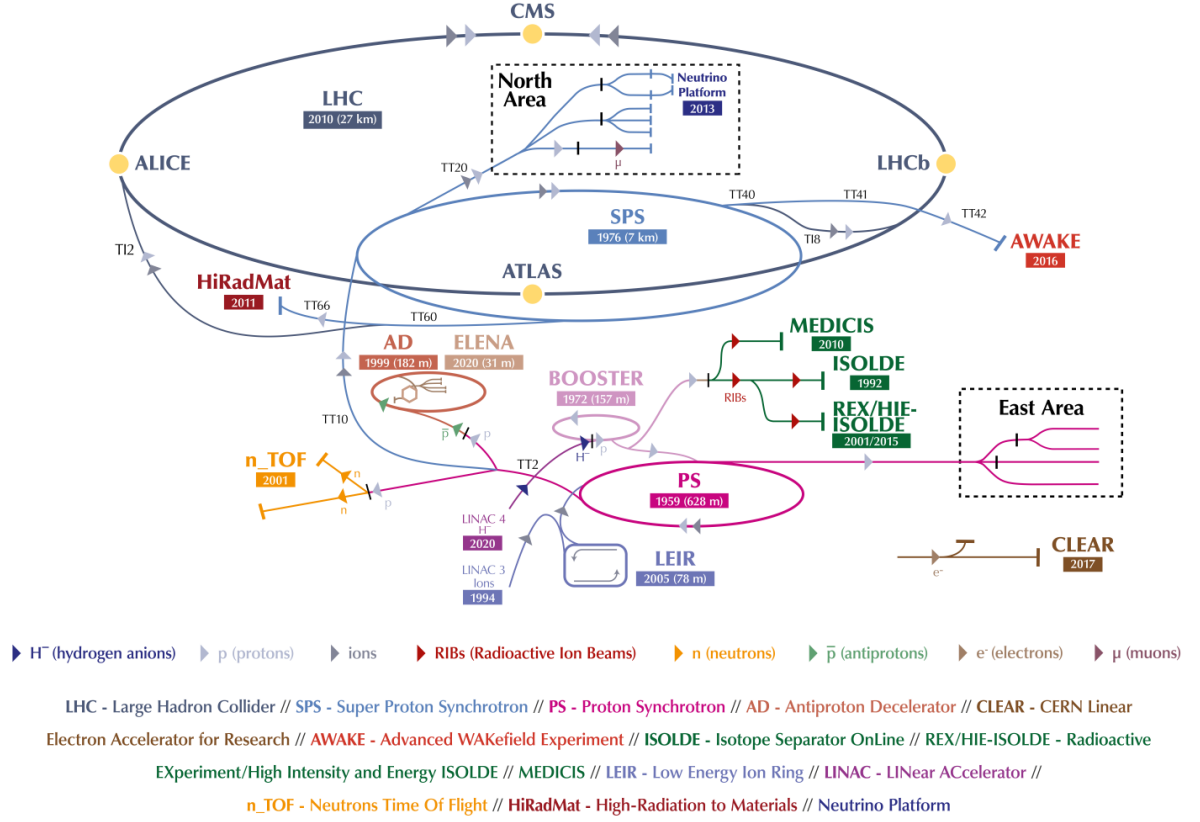 CMS
North
Area
Neutrino
Platform
2013
LHC
2010 (27 km)
ALICE
LHCb
μ
TT20
TT40
TT41
TT42
SPS
1976 (7 km)
TI8
TI2
AWAKE
2016
ATLAS
HiRadMat
2011
TT66
TT60
MEDICIS
2010
AD
1999 (182 m)
ELENA
2020 (31 m)
ISOLDE
1992
BOOSTER
1972 (157 m)
RIBs
REX/HIE-
ISOLDE
2001/2015
East Area
TT10
p̅
p
H⁻
p
n_TOF
2001
n
n
p
TT2
PS
1959 (628 m)
LINAC 4
H⁻
2020
LINAC 3
Ions
1994
LEIR
2005 (78 m)
CLEAR
2017
e⁻
H⁻ (hydrogen anions)
p (protons)
ions
RIBs (Radioactive Ion Beams)
n (neutrons)
p̅ (antiprotons)
e⁻ (electrons)
μ (muons)
LHC - Large Hadron Collider // SPS - Super Proton Synchrotron // PS - Proton Synchrotron // AD - Antiproton Decelerator // CLEAR - CERN Linear
Electron Accelerator for Research // AWAKE - Advanced WAKefield Experiment // ISOLDE - Isotope Separator OnLine // REX/HIE-ISOLDE - Radioactive
EXperiment/High Intensity and Energy ISOLDE // MEDICIS // LEIR - Low Energy Ion Ring // LINAC - LINear ACcelerator //
n_TOF - Neutrons Time Of Flight // HiRadMat - High-Radiation to Materials // Neutrino Platform